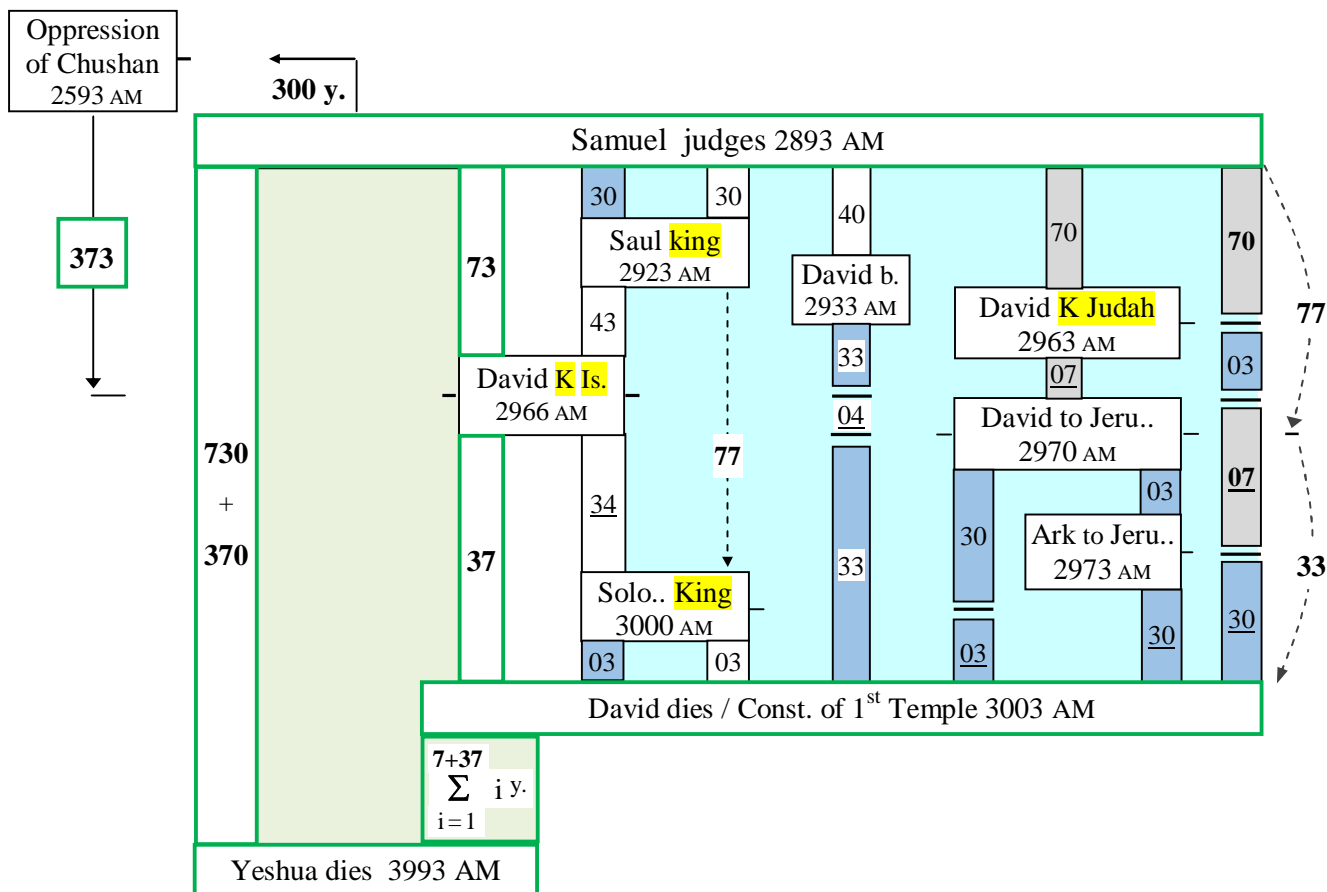 Oppression
of Chushan
2593 AM
300 y.
Samuel judges 2893 AM
373
73
30
30
40
70
70
77
Saul king
2923 AM
David b.
2933 AM
David K Judah
2963 AM
43
33
03
David K Is.
2966 AM
07
04
David to Jeru..
2970 AM
730
+
370
77
34
07
03
30
37
33
Ark to Jeru..
2973 AM
33
Solo.. King
3000 AM
30
30
03
03
03
David dies / Const. of 1st Temple 3003 AM
7+37
Σ i y.
i = 1
Yeshua dies 3993 AM